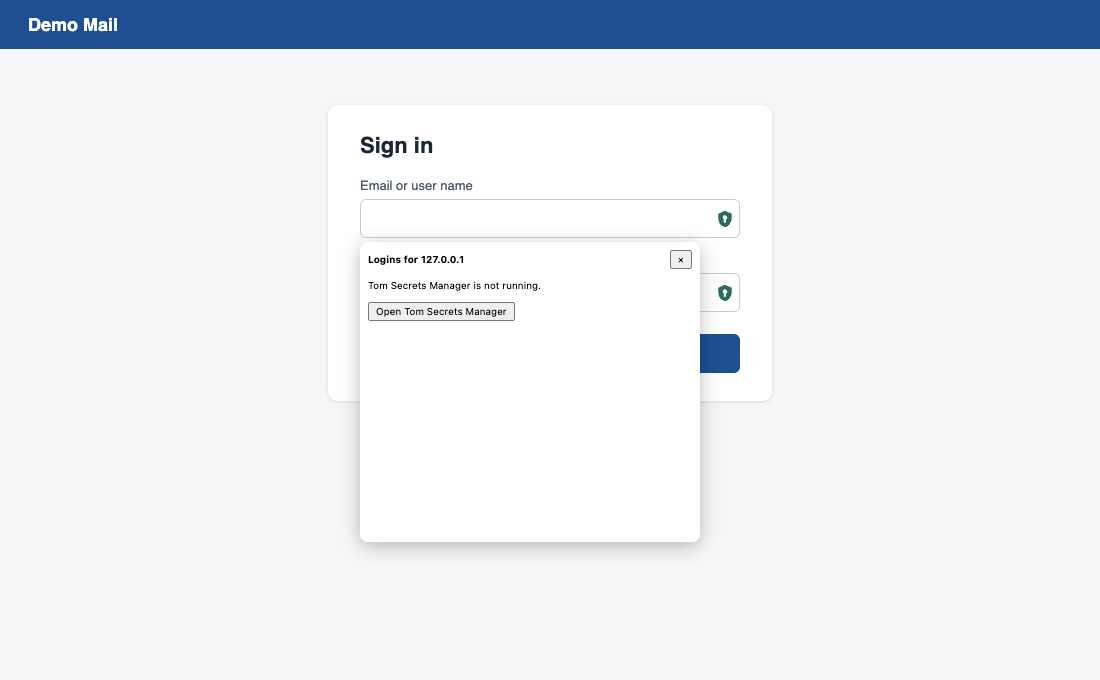 Demo Mail
Sign in
Email or user name
Logins for 127.0.0.1
×
Tom Secrets Manager is not running.
Open Tom Secrets Manager